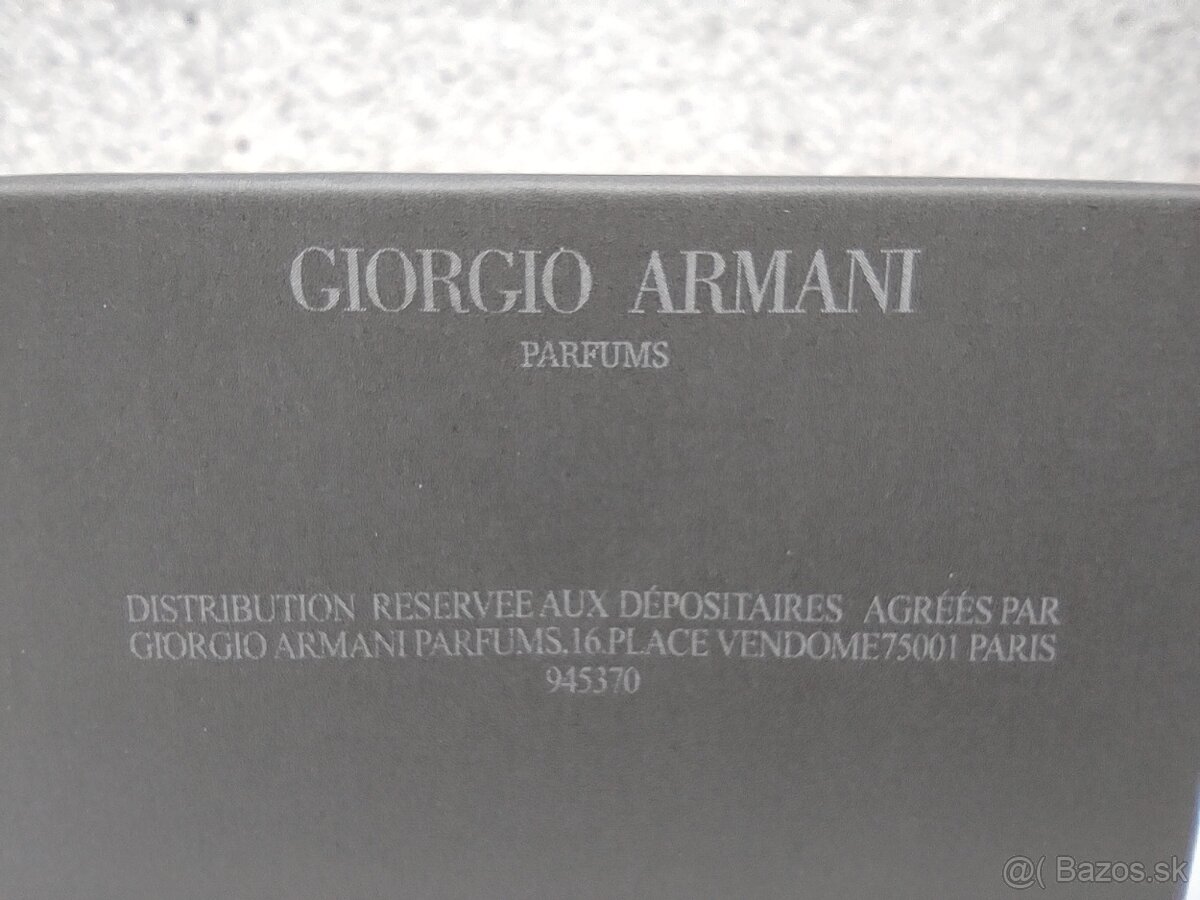 GIORGIO ARMANI
PARFUMS
DISTRIBUTION RESERVEE AUX DÉPOSITAIRES AGRÉÉS PAR
GIORGIO ARMANI PARFUMS.16.PLACE VENDOME75001 PARIS
945370
@( Bazos.sk